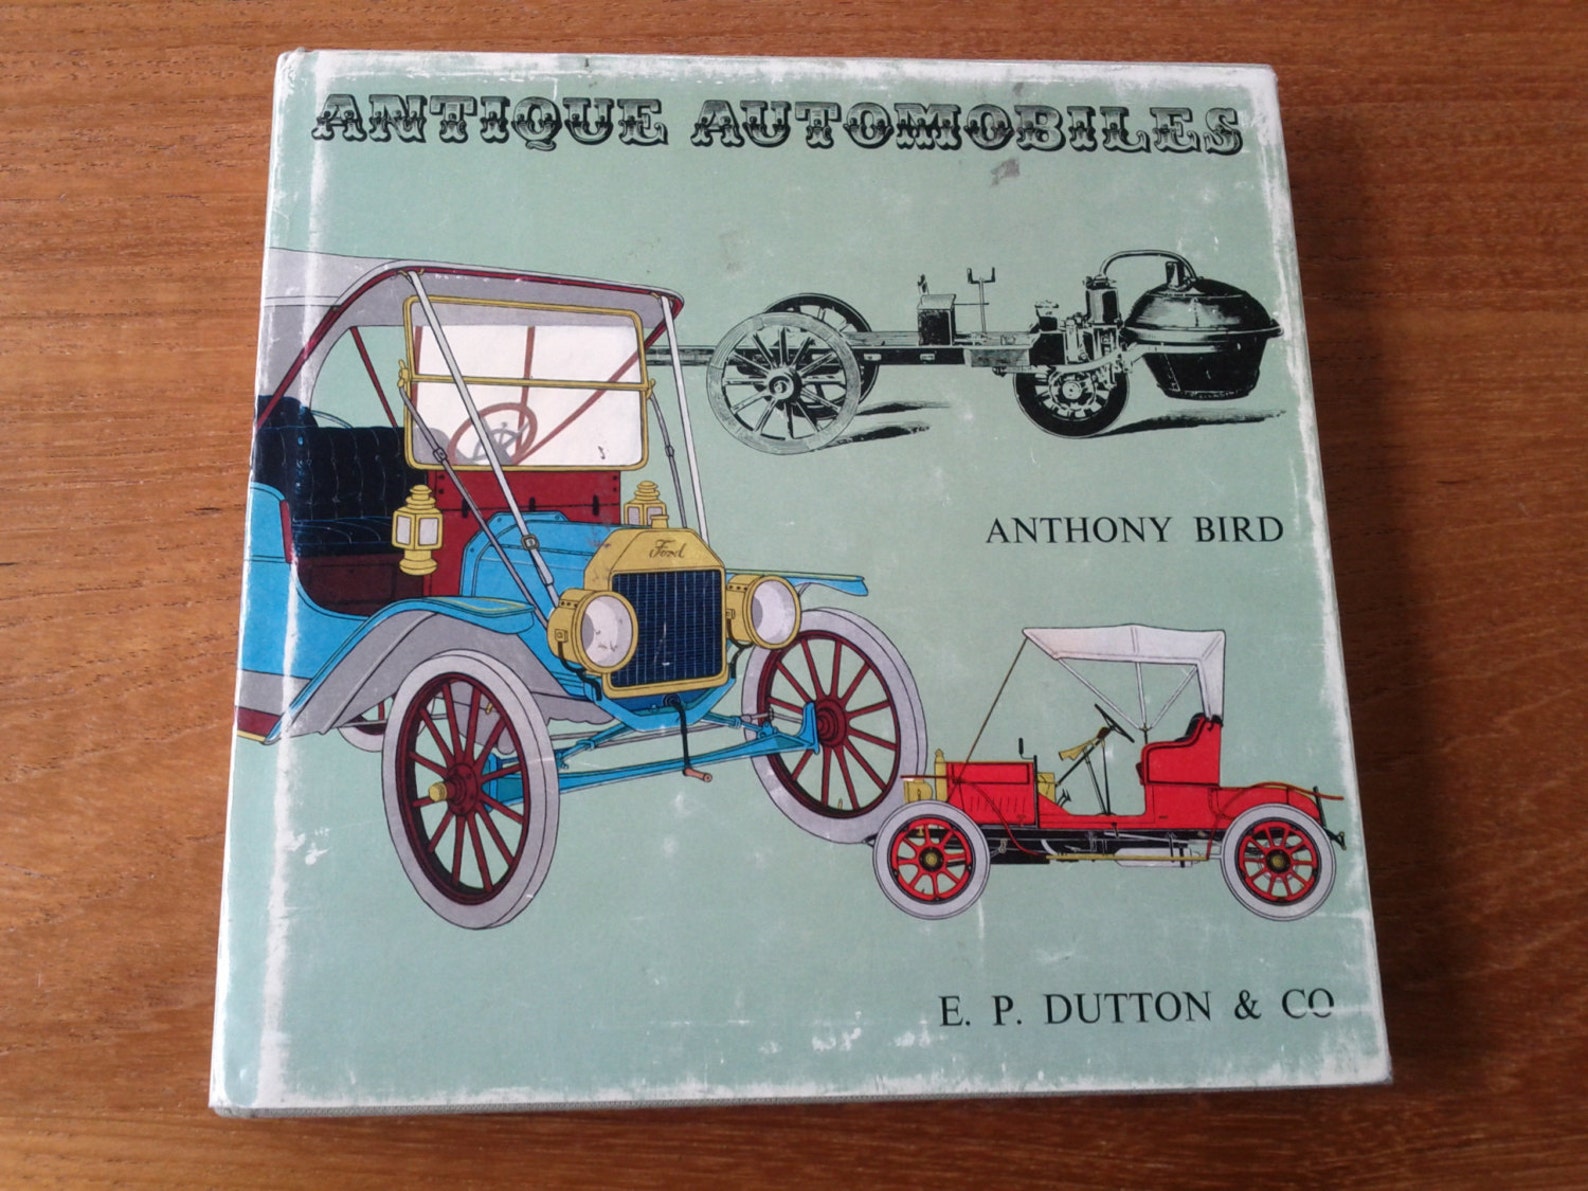 ANTIQUE AUTOMOBILES
ANTHONY BIRD
Ford
E. P. DUTTON & CO